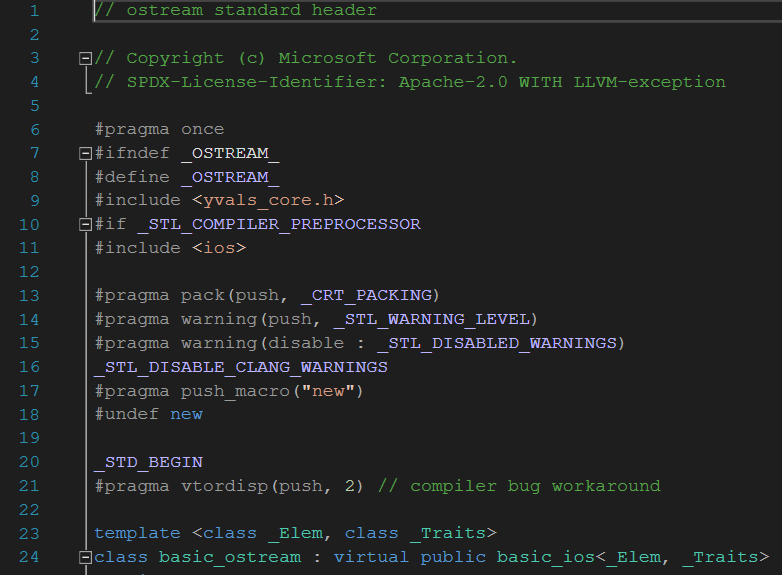 1 // ostream standard header
2
3 // Copyright (c) Microsoft Corporation.
4 // SPDX-License-Identifier: Apache-2.0 WITH LLVM-exception
5
6 #pragma once
7 #ifndef _OSTREAM_
8 #define _OSTREAM_
9 #include <yvals_core.h>
10 #if _STL_COMPILER_PREPROCESSOR
11 #include <ios>
12
13 #pragma pack(push, _CRT_PACKING)
14 #pragma warning(push, _STL_WARNING_LEVEL)
15 #pragma warning(disable : _STL_DISABLED_WARNINGS)
16 _STL_DISABLE_CLANG_WARNINGS
17 #pragma push_macro("new")
18 #undef new
19
20 _STD_BEGIN
21 #pragma vtordisp(push, 2) // compiler bug workaround
22
23 template <class _Elem, class _Traits>
24 class basic_ostream : virtual public basic_ios<_Elem, _Traits>